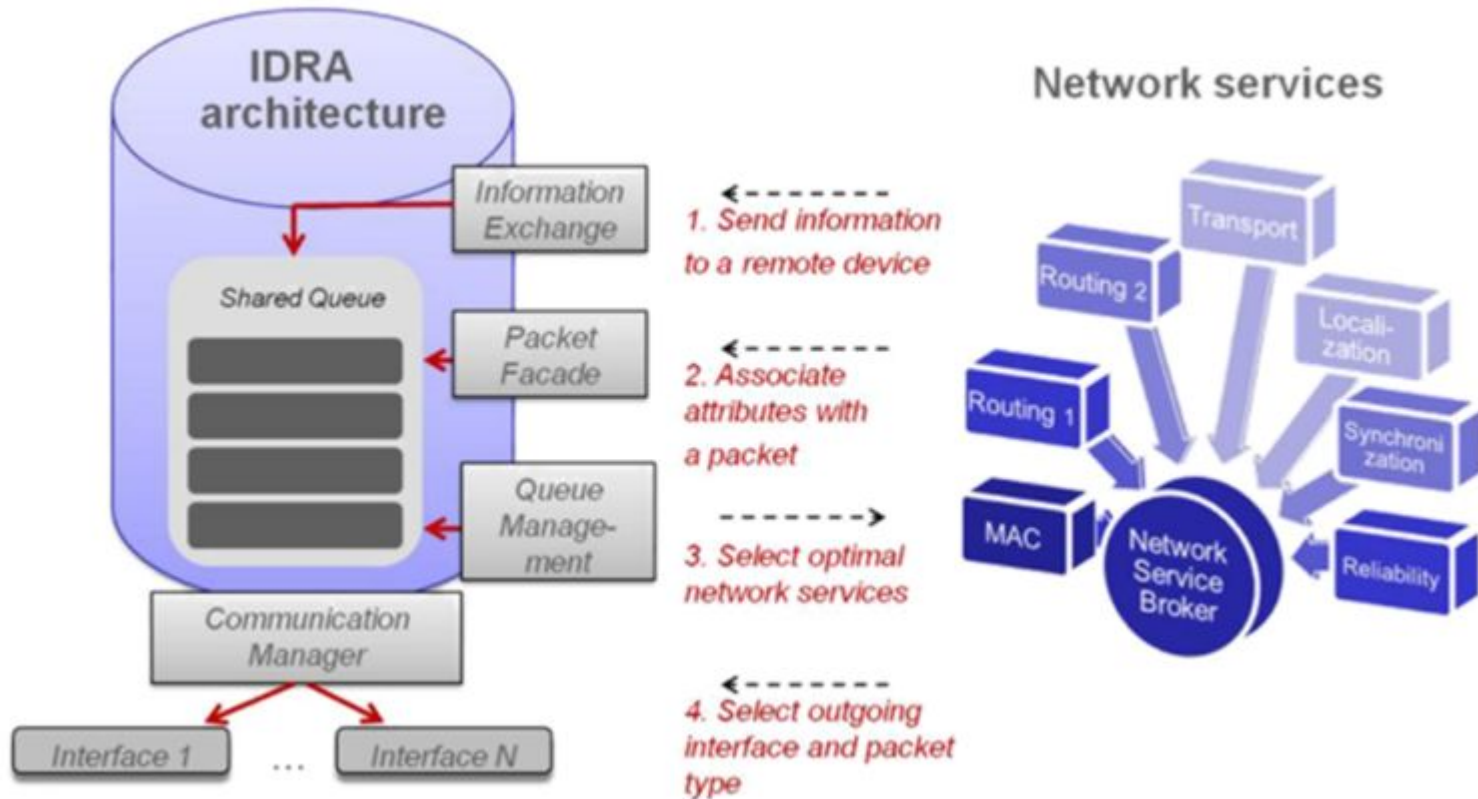 IDRA
architecture
Information
Exchange
Shared Queue
Packet
Facade
Queue
Manage-
ment
Communication
Manager
Interface 1
...
Interface N
1. Send information
to a remote device
2. Associate
attributes with
a packet
3. Select optimal
network services
4. Select outgoing
interface and packet
type
Network services
Transport
Routing 2
Locali-
zation
Routing 1
Synchroni
zation
MAC
Network
Service
Broker
Reliability